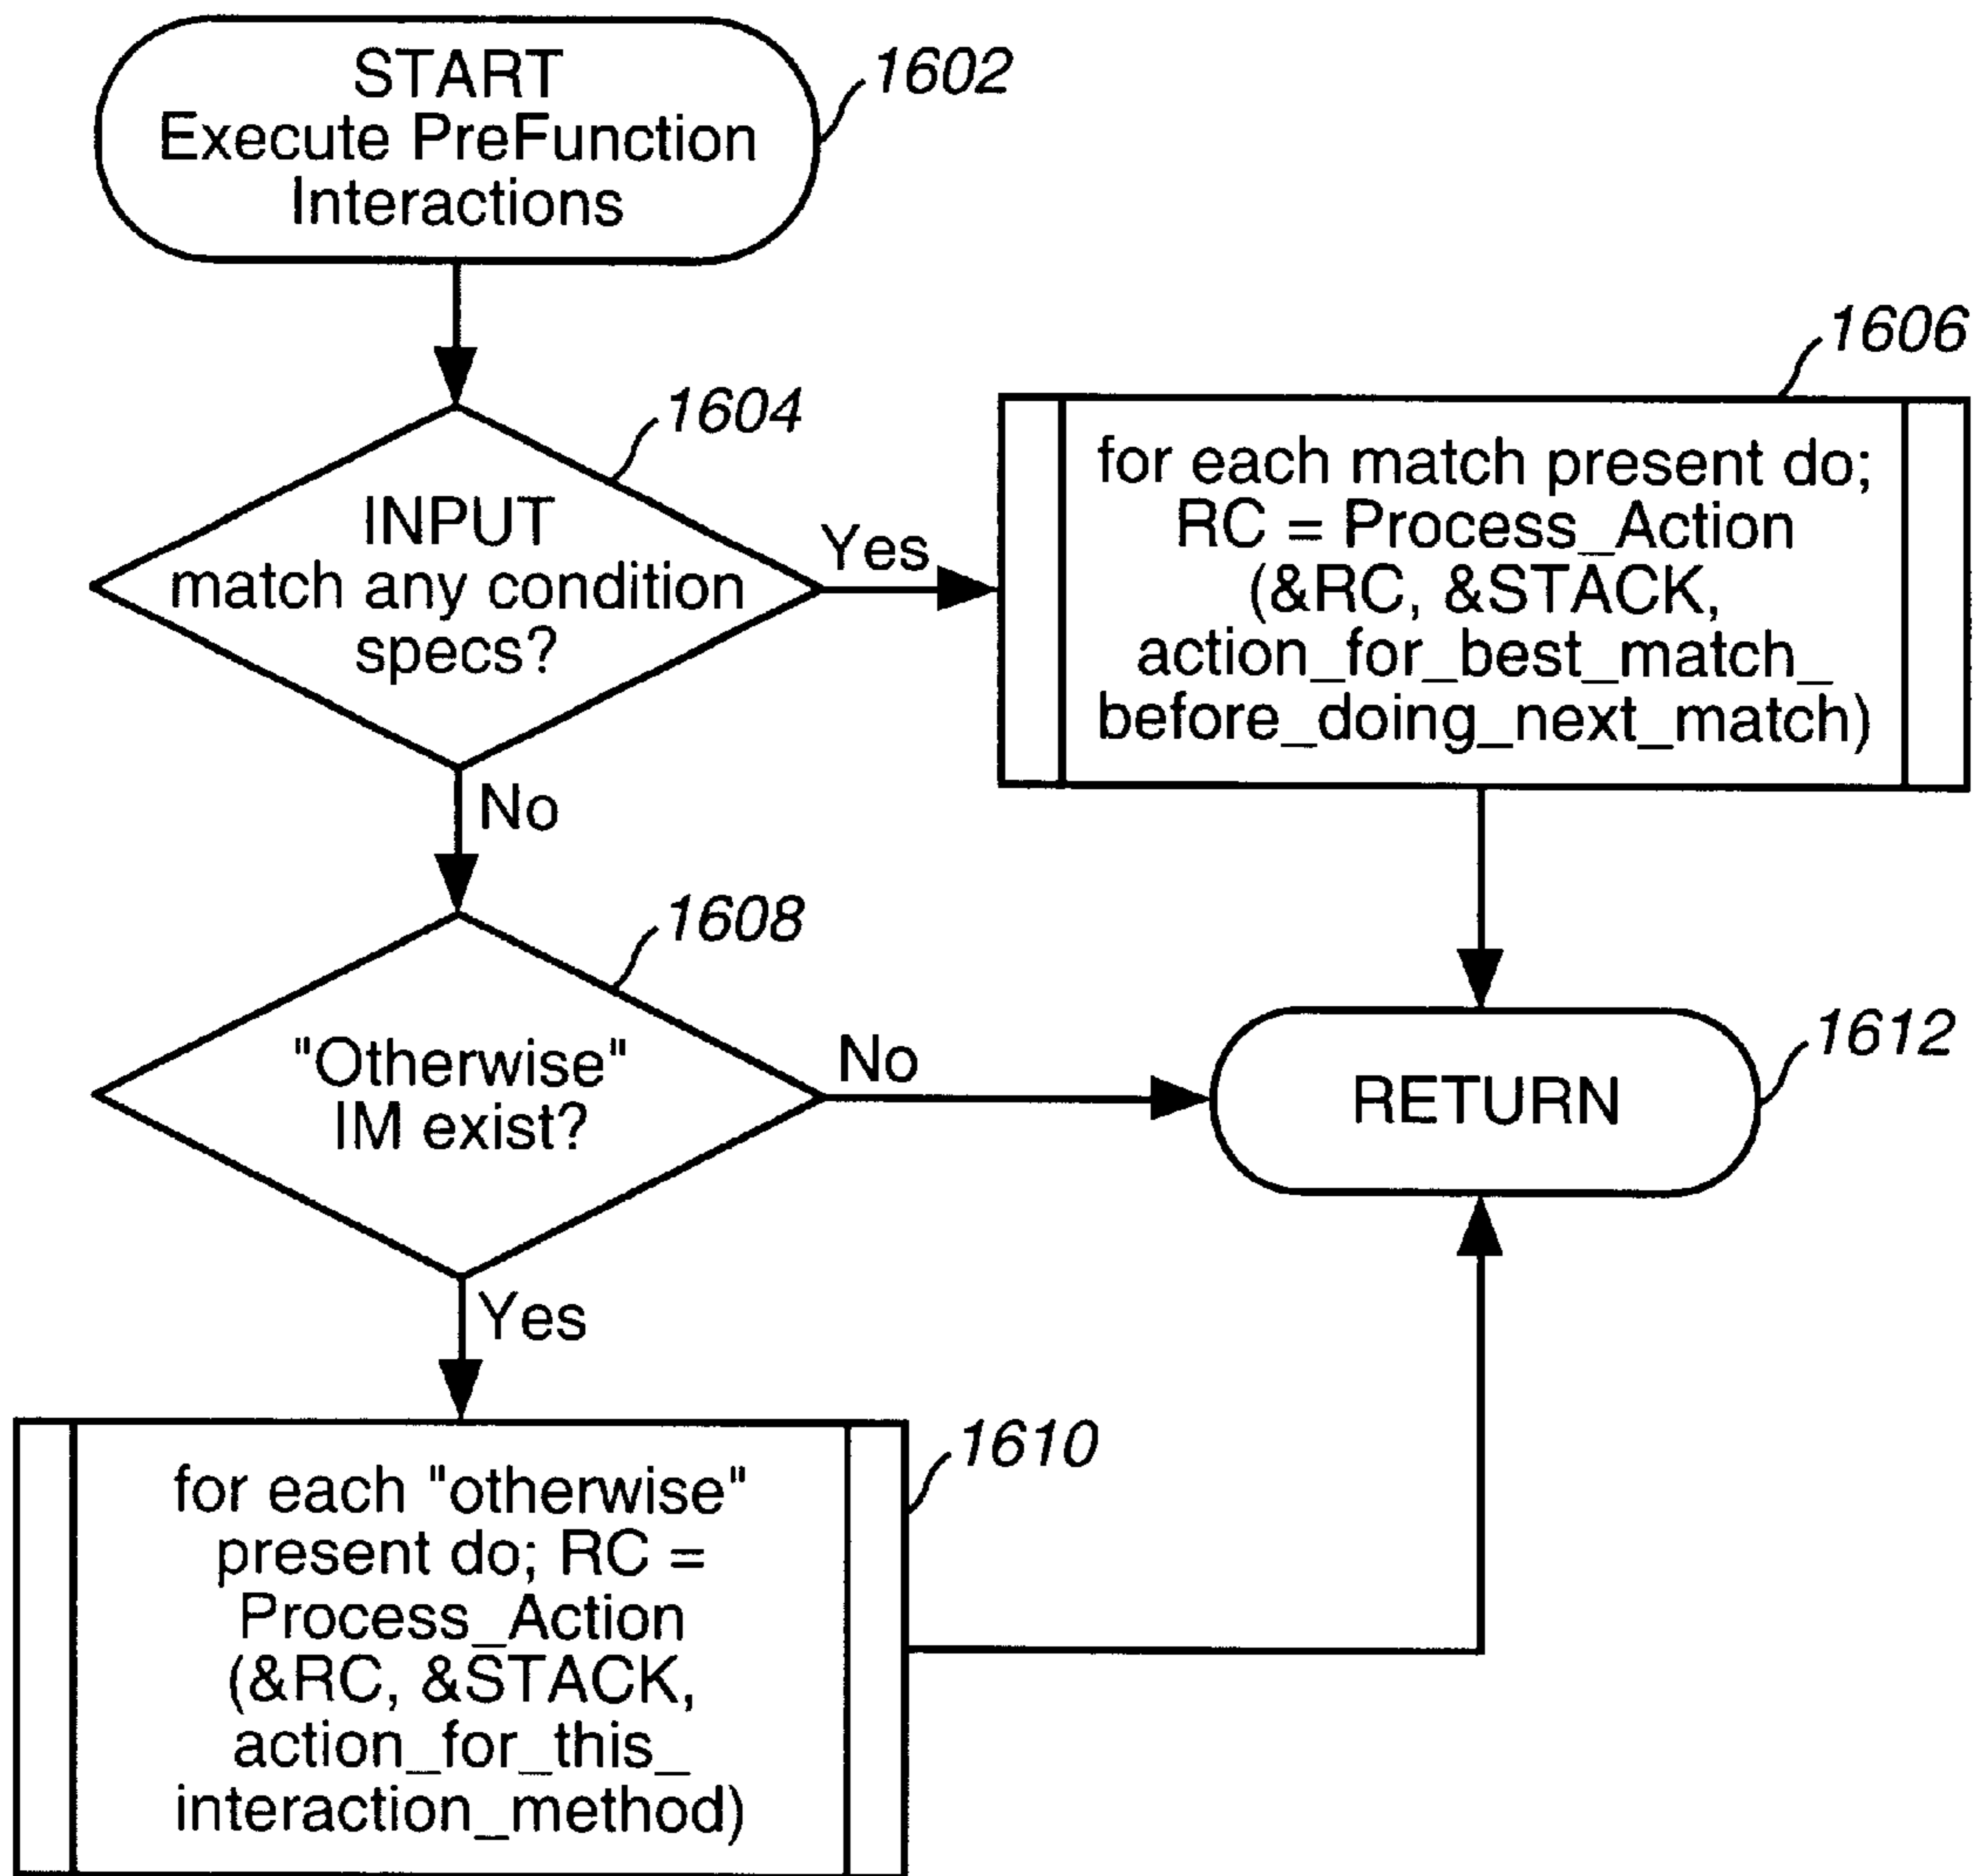 START
Execute PreFunction
Interactions
1602
INPUT
match any condition
specs?
1604
Yes
for each match present do;
RC = Process_Action
(&RC, &STACK,
action_for_best_match_
before_doing_next_match)
1606
No
"Otherwise"
IM exist?
1608
No
RETURN
1612
Yes
for each "otherwise"
present do; RC =
Process_Action
(&RC, &STACK,
action_for_this_
interaction_method)
1610